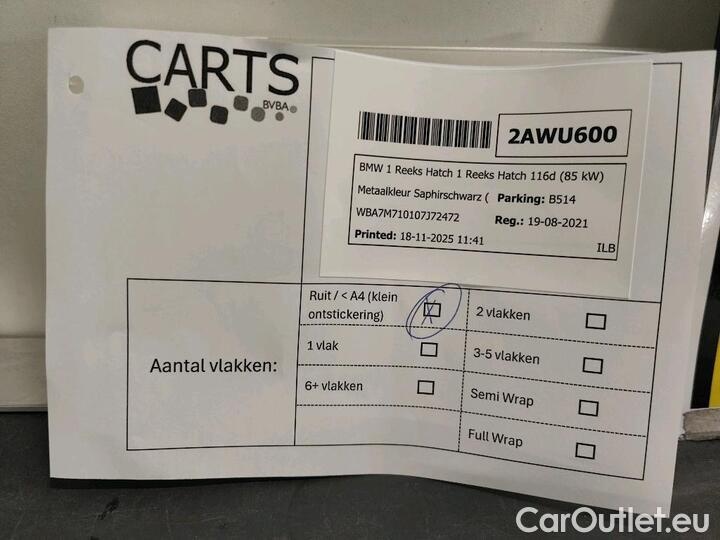 CARTS
BVBA
2AWU600
BMW 1 Reeks Hatch 1 Reeks Hatch 116d (85 kW)
Metaalkleur Saphirschwarz ( Parking: B514
WBA7M710107J72472 Reg.: 19-08-2021
Printed: 18-11-2025 11:41 ILB
Aantal vlakken:
Ruit / < A4 (klein
ontstickering)
2 vlakken
1 vlak
3-5 vlakken
6+ vlakken
Semi Wrap
Full Wrap
CarOutlet.eu